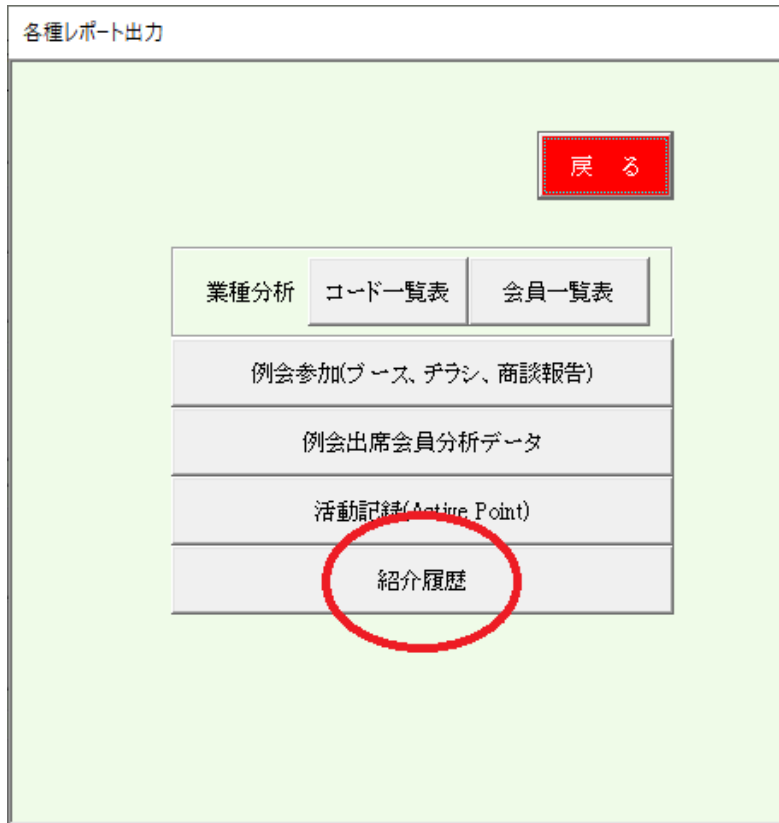 各種レポート出力
戻 る
業種分析 コード一覧表 会員一覧表
例会参加(ブース、チラシ、商談報告)
例会出席会員分析データ
活動記録(Active Point)
紹介履歴